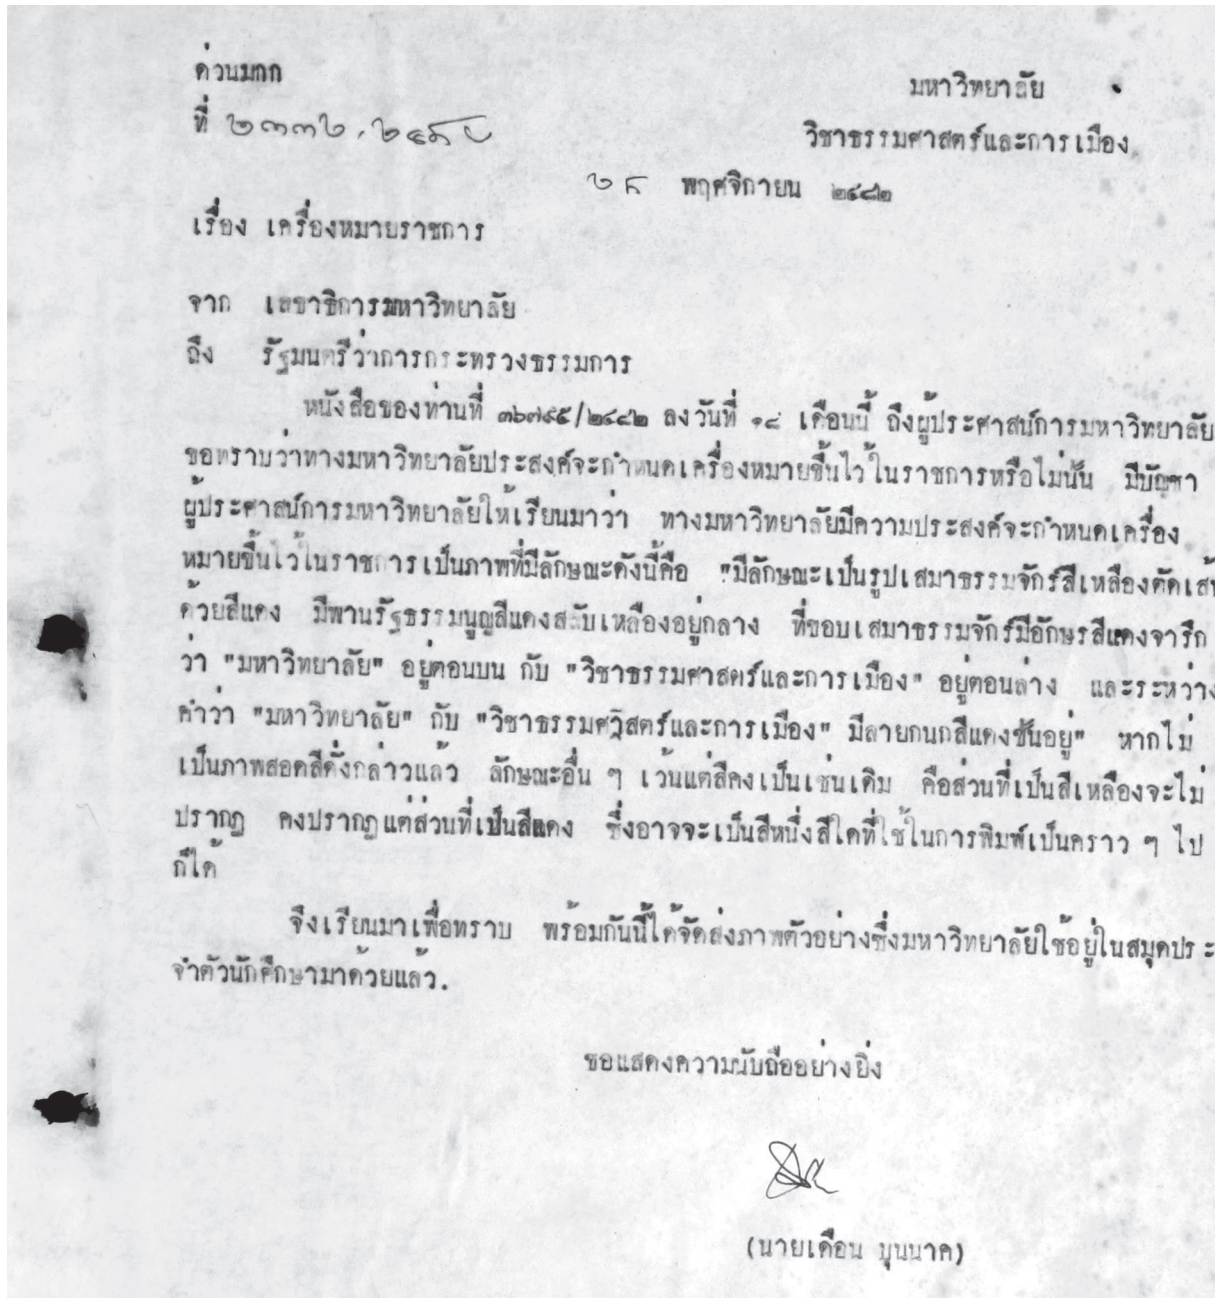 ด่วนมาก
มหาวิทยาลัย
ที่ ๒๓๓๒.
วิชาธรรมศาสตร์และการเมือง
พฤศจิกายน ๒๔๘๒
เรื่อง เครื่องหมายราชการ
จาก เลขาธิการมหาวิทยาลัย
ถึง รัฐมนตรีว่าการกระทรวงธรรมการ
หนังสือของท่านที่ ๓๖๗๙๕/๒๔๘๒ ลงวันที่ ๑๘ เดือนนี้ ถึงผู้ประศาสน์การมหาวิทยาลัย
ขอทราบว่าทางมหาวิทยาลัยประสงค์จะกำหนดเครื่องหมายขึ้นไว้ในราชการหรือไม่นั้น มีบัญชา
ผู้ประศาสน์การมหาวิทยาลัยให้เรียนมาว่า ทางมหาวิทยาลัยมีความประสงค์จะกำหนดเครื่อง
หมายขึ้นไว้ในราชการเป็นภาพที่มีลักษณะดังนี้คือ "มีลักษณะเป็นรูปเสมาธรรมจักร์สีเหลืองตัดเส้น
ด้วยสีแดง มีพานรัฐธรรมนูญสีแดงสลับเหลืองอยู่กลาง ที่ขอบเสมาธรรมจักร์มีอักษรสีแดงจารึก
ว่า "มหาวิทยาลัย" อยู่ตอนบน กับ "วิชาธรรมศาสตร์และการเมือง" อยู่ตอนล่าง และระหว่าง
คำว่า "มหาวิทยาลัย" กับ "วิชาธรรมศาสตร์และการเมือง" มีลายกนกสีแดงขั้นอยู่" หากไม่
เป็นภาพสอดสีดั่งกล่าวแล้ว ลักษณะอื่น ๆ เว้นแต่สีคงเป็นเช่นเดิม คือส่วนที่เป็นสีเหลืองจะไม่
ปรากฏ คงปรากฏแต่ส่วนที่เป็นสีแดง ซึ่งอาจจะเป็นสีหนึ่งสีใดที่ใช้ในการพิมพ์เป็นคราว ๆ ไป
ก็ได้
จึงเรียนมาเพื่อทราบ พร้อมกันนี้ได้จัดส่งภาพตัวอย่างซึ่งมหาวิทยาลัยใช้อยู่ในสมุดประ
จำตัวนักศึกษามาด้วยแล้ว.
ขอแสดงความนับถืออย่างยิ่ง
(นายเดือน บุนนาค)